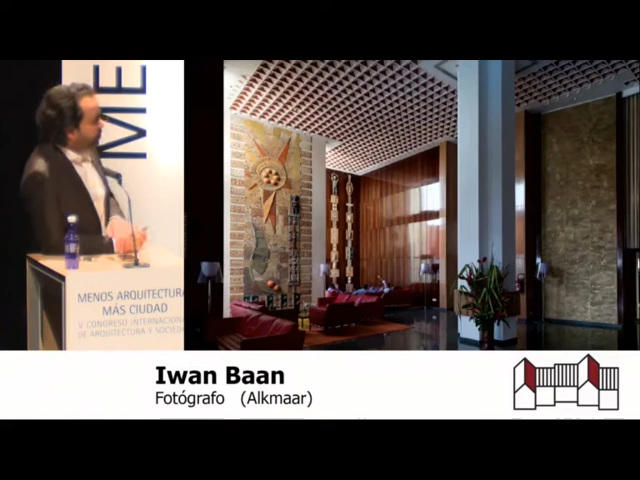 ME
MENOS ARQUITECTURA
MÁS CIUDAD
V CONGRESO INTERNACIONAL
DE ARQUITECTURA Y SOCIEDAD
Iwan Baan
Fotógrafo (Alkmaar)